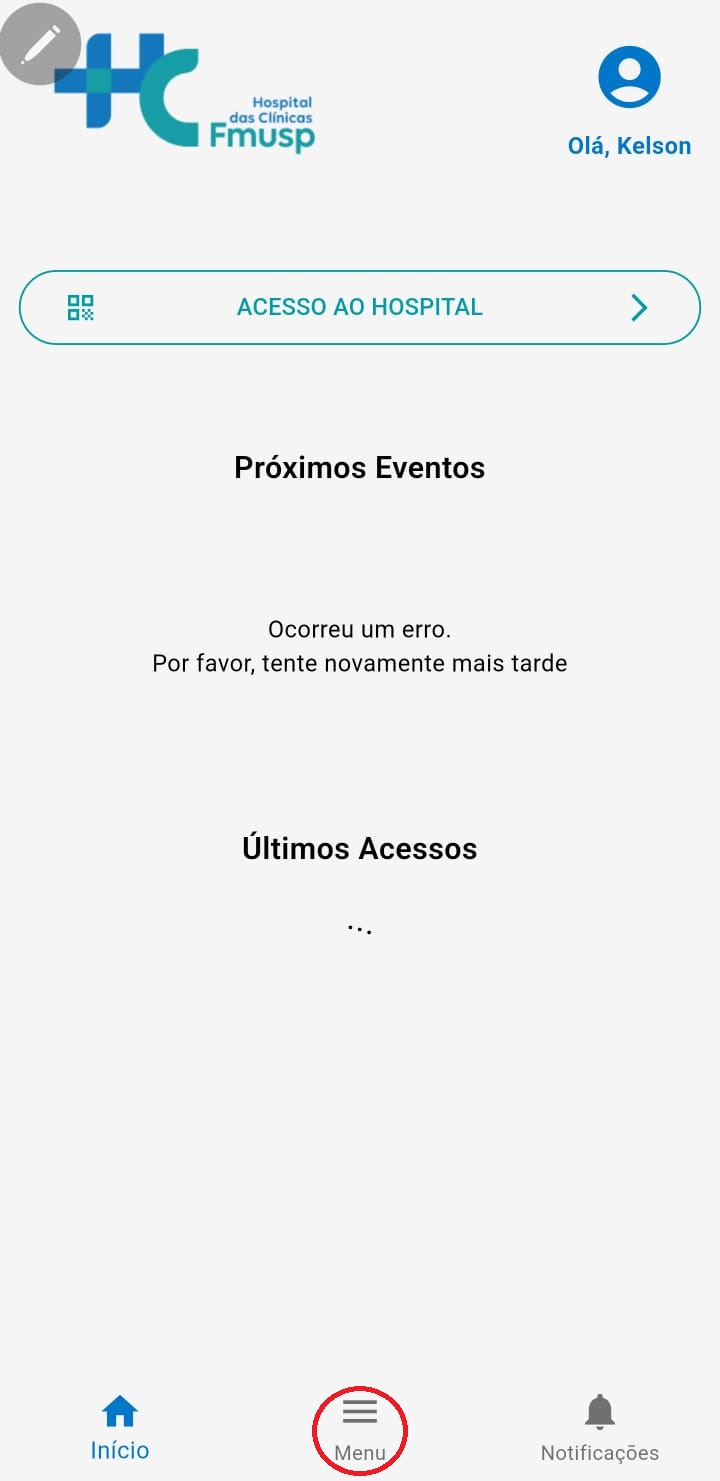 Hospital
das Clínicas
Fmusp
Olá, Kelson
ACESSO AO HOSPITAL
Próximos Eventos
Ocorreu um erro.
Por favor, tente novamente mais tarde
Últimos Acessos
...
Início
Menu
Notificações